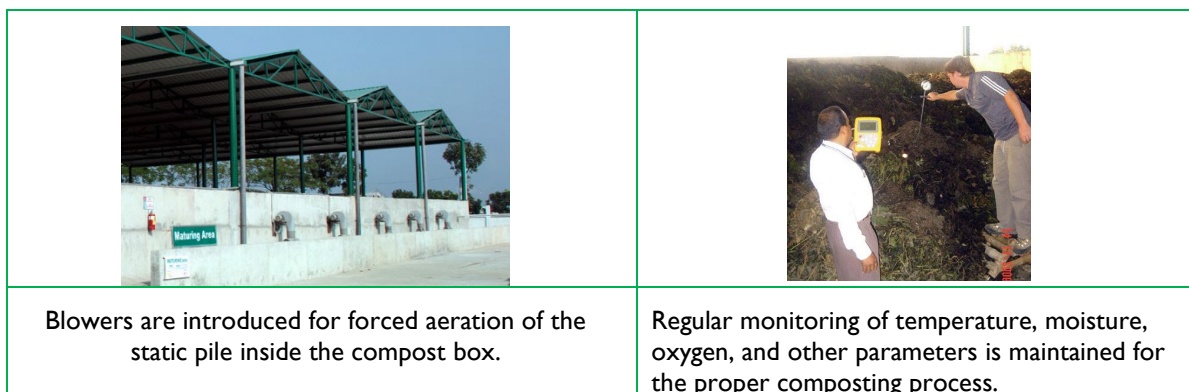 Maturing Area
Blowers are introduced for forced aeration of the
static pile inside the compost box.
Regular monitoring of temperature, moisture,
oxygen, and other parameters is maintained for
the proper composting process.